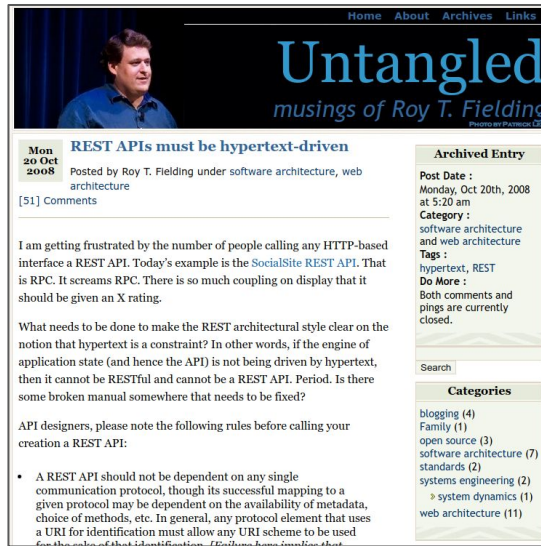 Home About Archives Links
Untangled
musings of Roy T. Fielding
PHOTO BY PATRICK
Mon
20 Oct
2008
REST APIs must be hypertext-driven
Posted by Roy T. Fielding under software architecture, web
architecture
[51] Comments
I am getting frustrated by the number of people calling any HTTP-based
interface a REST API. Today's example is the SocialSite REST API. That
is RPC. It screams RPC. There is so much coupling on display that it
should be given an X rating.
What needs to be done to make the REST architectural style clear on the
notion that hypertext is a constraint? In other words, if the engine of
application state (and hence the API) is not being driven by hypertext,
then it cannot be RESTful and cannot be a REST API. Period. Is there
some broken manual somewhere that needs to be fixed?
API designers, please note the following rules before calling your
creation a REST API:
• A REST API should not be dependent on any single
communication protocol, though its successful mapping to a
given protocol may be dependent on the availability of metadata,
choice of methods, etc. In general, any protocol element that uses
a URI for identification must allow any URI scheme to be used
for the sake of that identification. [Failure here implies that
Archived Entry
Post Date :
Monday, Oct 20th, 2008
at 5:20 am
Category :
software architecture
and web architecture
Tags :
hypertext, REST
Do More :
Both comments and
pings are currently
closed.
Search
Categories
blogging (4)
Family (1)
open source (3)
software architecture (7)
standards (2)
systems engineering (2)
» system dynamics (1)
web architecture (11)